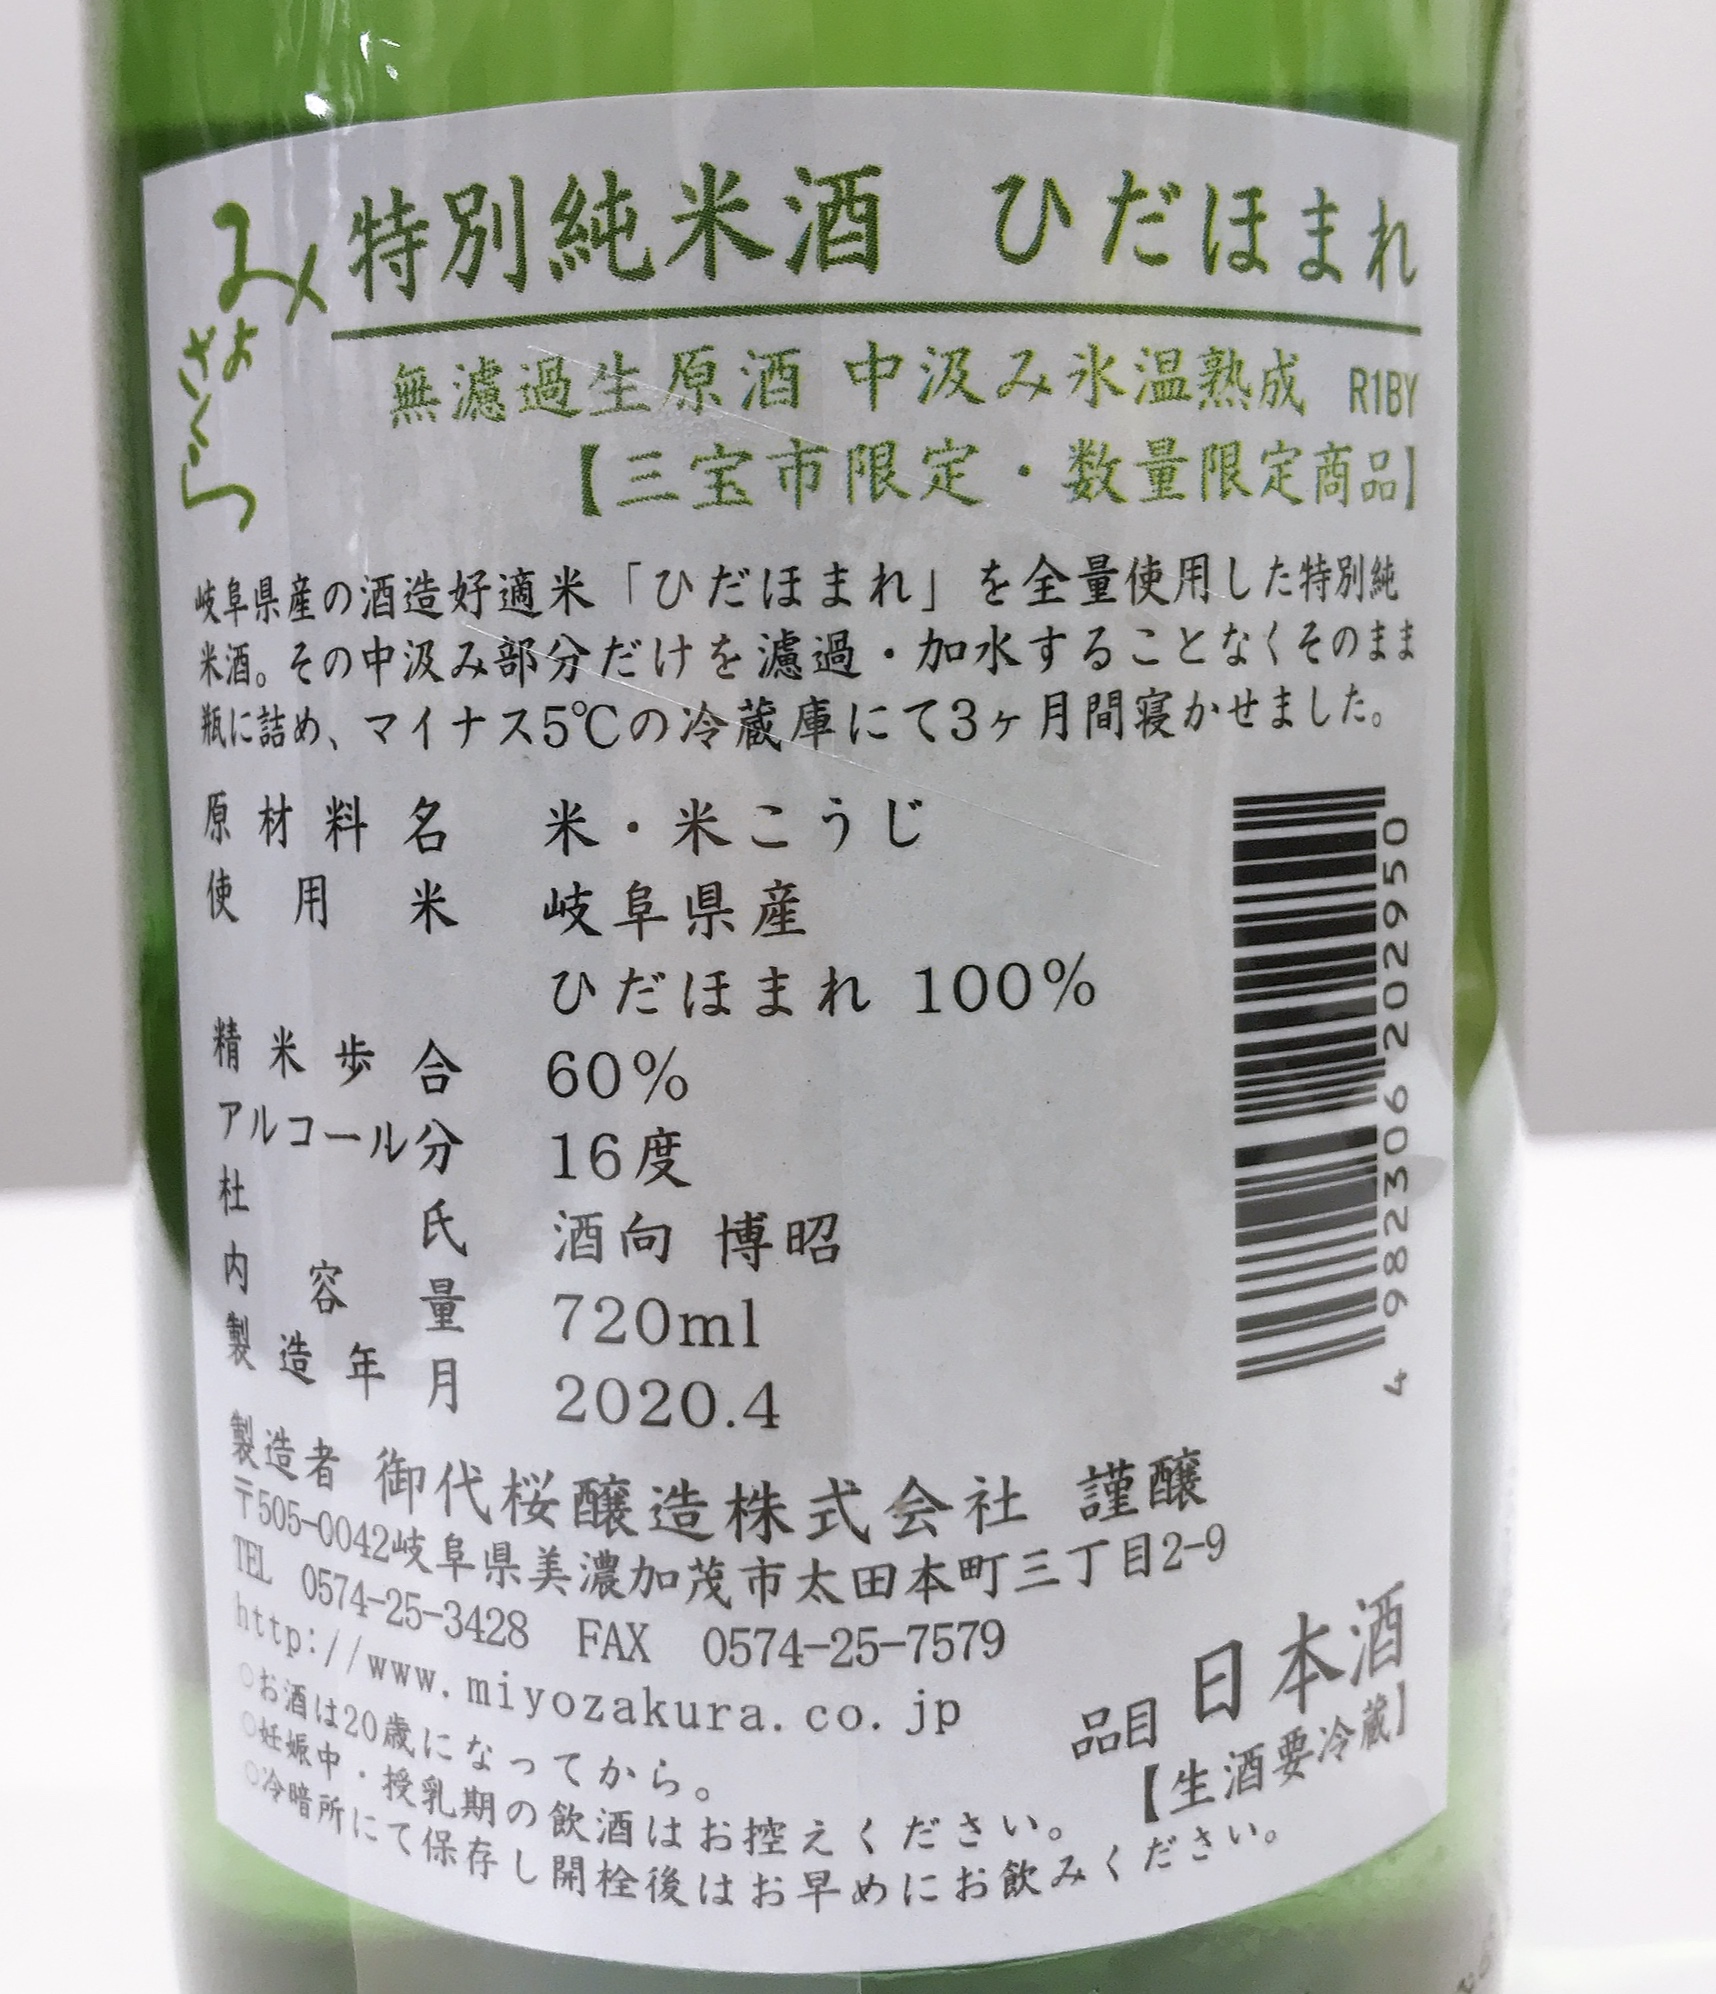 みよざくら
特別純米酒 ひだほまれ
無濾過生原酒 中汲み氷温熟成 R1BY
【三宝市限定・数量限定商品】
岐阜県産の酒造好適米「ひだほまれ」を全量使用した特別純
米酒。その中汲み部分だけを濾過・加水することなくそのまま
瓶に詰め、マイナス5℃の冷蔵庫にて3ヶ月間寝かせました。
原材料名 米・米こうじ
使用米 岐阜県産
ひだほまれ 100%
精米歩合 60%
アルコール分 16度
杜氏 酒向 博昭
内容量 720ml
製造年月 2020.4
4 982306 202950
製造者 御代桜醸造株式会社 謹醸
〒505-0042岐阜県美濃加茂市太田本町三丁目2-9
TEL 0574-25-3428 FAX 0574-25-7579
http://www.miyozakura.co.jp
品目 日本酒
【生酒要冷蔵】
○お酒は20歳になってから。
○妊娠中・授乳期の飲酒はお控えください。
○冷暗所にて保存し開栓後はお早めにお飲みください。